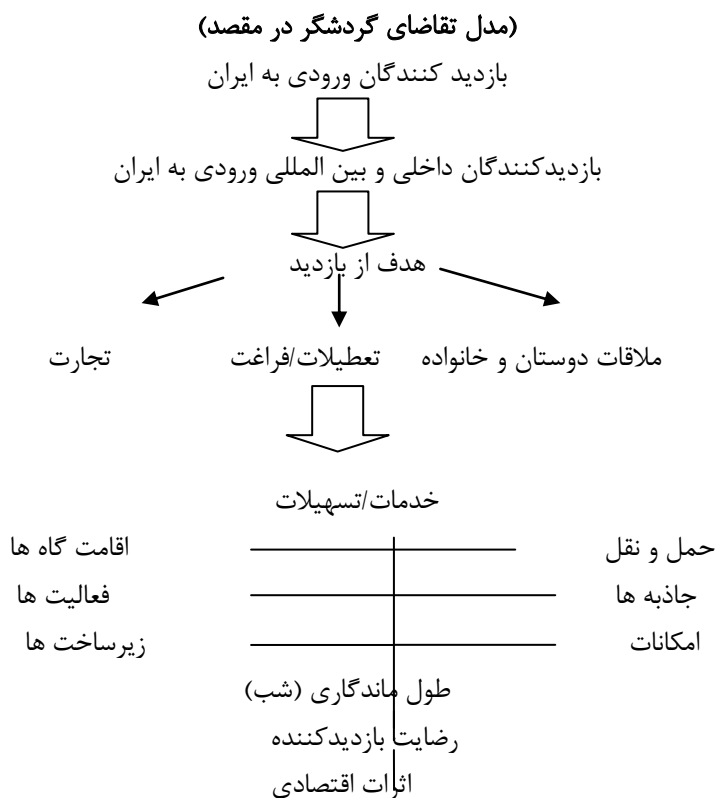 (مدل تقاضای گردشگر در مقصد)
بازدید کنندگان ورودی به ایران
بازدیدکنندگان داخلی و بین المللی ورودی به ایران
هدف از بازدید
ملاقات دوستان و خانواده تعطیلات/فراغت تجارت
خدمات/تسهیلات
حمل و نقل اقامت گاه ها
جاذبه ها فعالیت ها
امکانات زیرساخت ها
طول ماندگاری (شب)
رضایت بازدیدکننده
اثرات اقتصادی